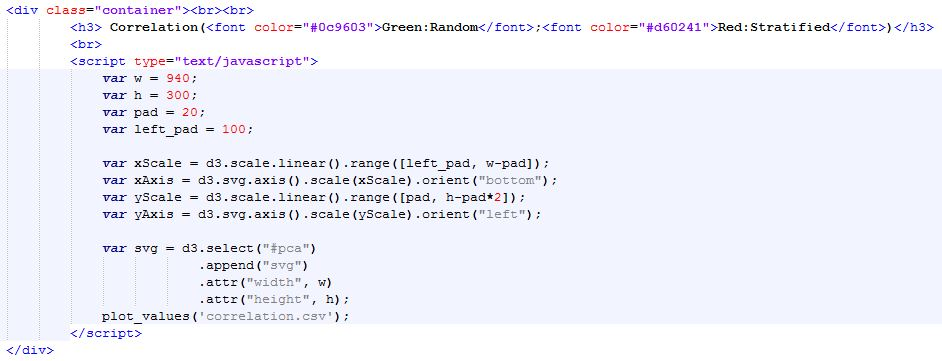 <div class="container"><br><br>
<h3> Correlation(<font color="#0c9603">Green:Random</font>;<font color="#d60241">Red:Stratified</font>)</h3>
<br>
<script type="text/javascript">
var w = 940;
var h = 300;
var pad = 20;
var left_pad = 100;
var xScale = d3.scale.linear().range([left_pad, w-pad]);
var xAxis = d3.svg.axis().scale(xScale).orient("bottom");
var yScale = d3.scale.linear().range([pad, h-pad*2]);
var yAxis = d3.svg.axis().scale(yScale).orient("left");
var svg = d3.select("#pca")
.append("svg")
.attr("width", w)
.attr("height", h);
plot_values('correlation.csv');
</script>
</div>